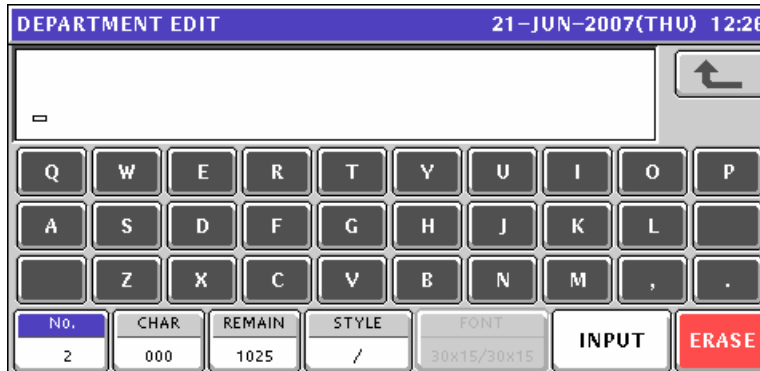 DEPARTMENT EDIT 21-JUN-2007(THU) 12:26
Q W E R T Y U I O P
A S D F G H J K L
Z X C V B N M , .
No. CHAR REMAIN STYLE FONT INPUT ERASE
2 000 1025 / 30x15/30x15